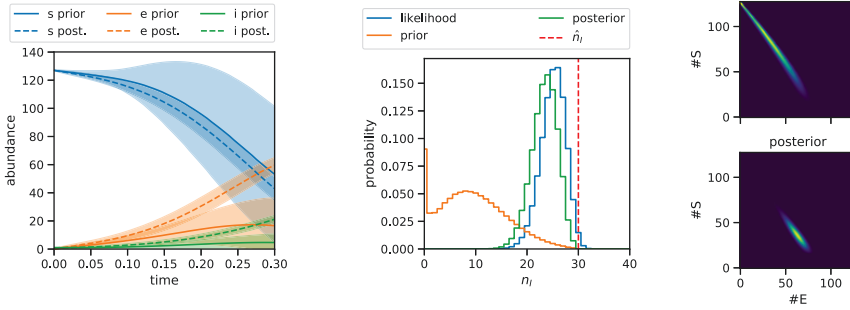 s prior e prior i prior
s post. e post. i post.
140
120
100
80
60
40
20
0
abundance
0.00 0.05 0.10 0.15 0.20 0.25 0.30
time
likelihood posterior
prior n̂_I
0.150
0.125
0.100
0.075
0.050
0.025
0.000
probability
0 10 20 30 40
n_I
100
50
0
#S
posterior
100
50
0
#S
0 50 100
#E